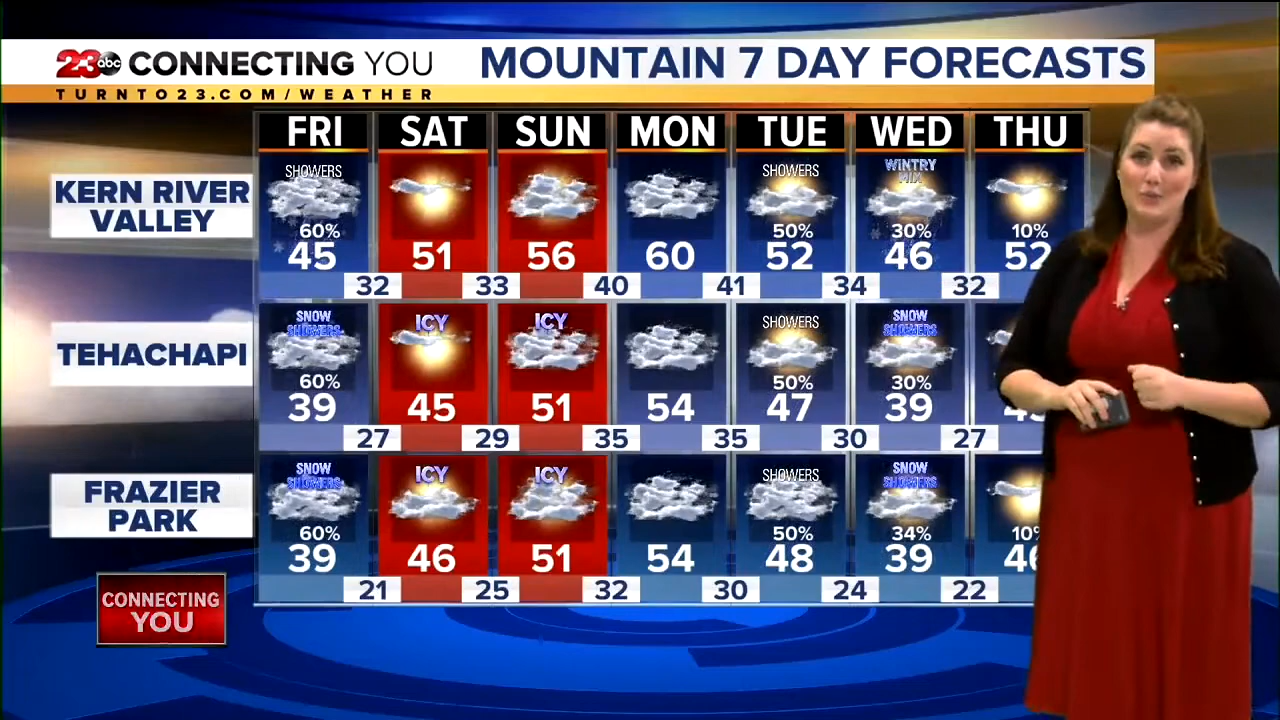 23 abc CONNECTING YOU
TURNTO23.COM/WEATHER
MOUNTAIN 7 DAY FORECASTS
FRI SAT SUN MON TUE WED THU
KERN RIVER
VALLEY
SHOWERS SHOWERS WINTRY
MIX
60% 50% 30% 10%
45 51 56 60 52 46 52
32 33 40 41 34 32
TEHACHAPI
SNOW ICY ICY SHOWERS SNOW
SHOWERS SHOWERS
60% 50% 30%
39 45 51 54 47 39
27 29 35 35 30 27
FRAZIER
PARK
SNOW ICY ICY SHOWERS SNOW
SHOWERS SHOWERS
60% 50% 34% 10%
39 46 51 54 48 39 46
21 25 32 30 24 22
CONNECTING
YOU